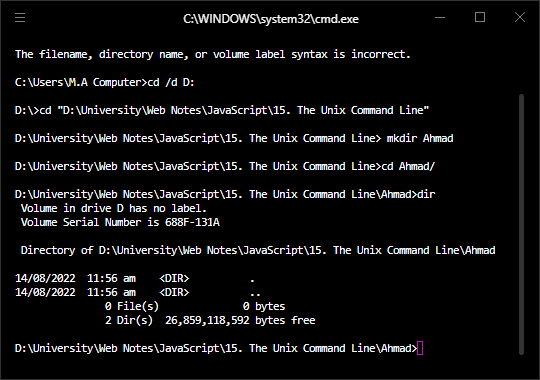 C:\WINDOWS\system32\cmd.exe
The filename, directory name, or volume label syntax is incorrect.
C:\Users\M.A Computer>cd /d D:
D:\>cd "D:\University\Web Notes\JavaScript\15. The Unix Command Line"
D:\University\Web Notes\JavaScript\15. The Unix Command Line> mkdir Ahmad
D:\University\Web Notes\JavaScript\15. The Unix Command Line>cd Ahmad/
D:\University\Web Notes\JavaScript\15. The Unix Command Line\Ahmad>dir
 Volume in drive D has no label.
 Volume Serial Number is 688F-131A
 Directory of D:\University\Web Notes\JavaScript\15. The Unix Command Line\Ahmad
14/08/2022  11:56 am    <DIR>          .
14/08/2022  11:56 am    <DIR>          ..
               0 File(s)              0 bytes
               2 Dir(s)  26,859,118,592 bytes free
D:\University\Web Notes\JavaScript\15. The Unix Command Line\Ahmad>